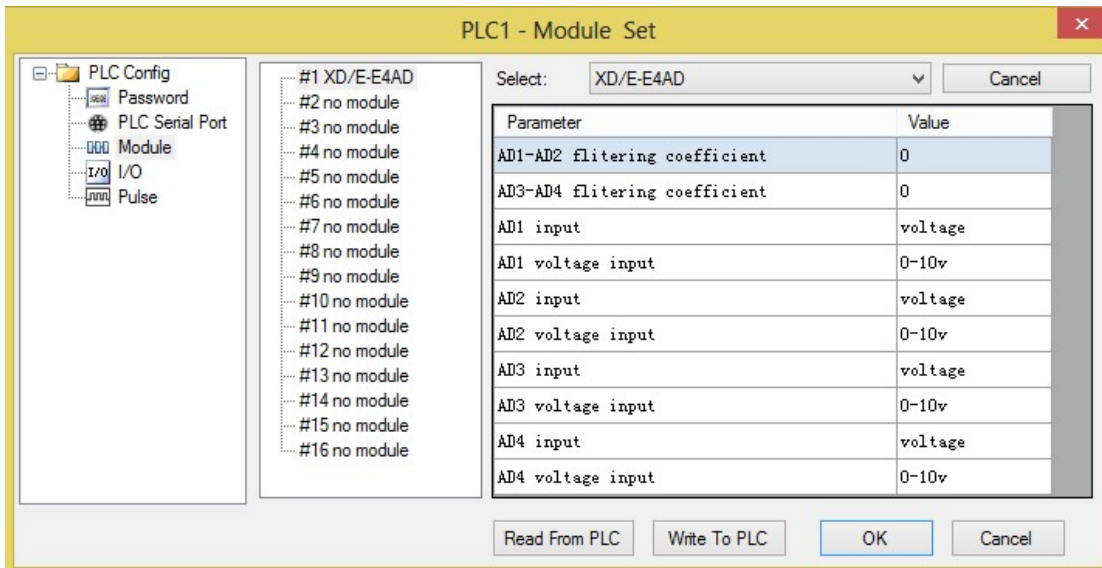 PLC1 - Module Set
PLC Config
Password
PLC Serial Port
Module
I/O I/O
Pulse
#1 XD/E-E4AD
#2 no module
#3 no module
#4 no module
#5 no module
#6 no module
#7 no module
#8 no module
#9 no module
#10 no module
#11 no module
#12 no module
#13 no module
#14 no module
#15 no module
#16 no module
Select: XD/E-E4AD Cancel
Parameter Value
AD1-AD2 flitering coefficient 0
AD3-AD4 flitering coefficient 0
AD1 input voltage
AD1 voltage input 0-10v
AD2 input voltage
AD2 voltage input 0-10v
AD3 input voltage
AD3 voltage input 0-10v
AD4 input voltage
AD4 voltage input 0-10v
Read From PLC Write To PLC OK Cancel